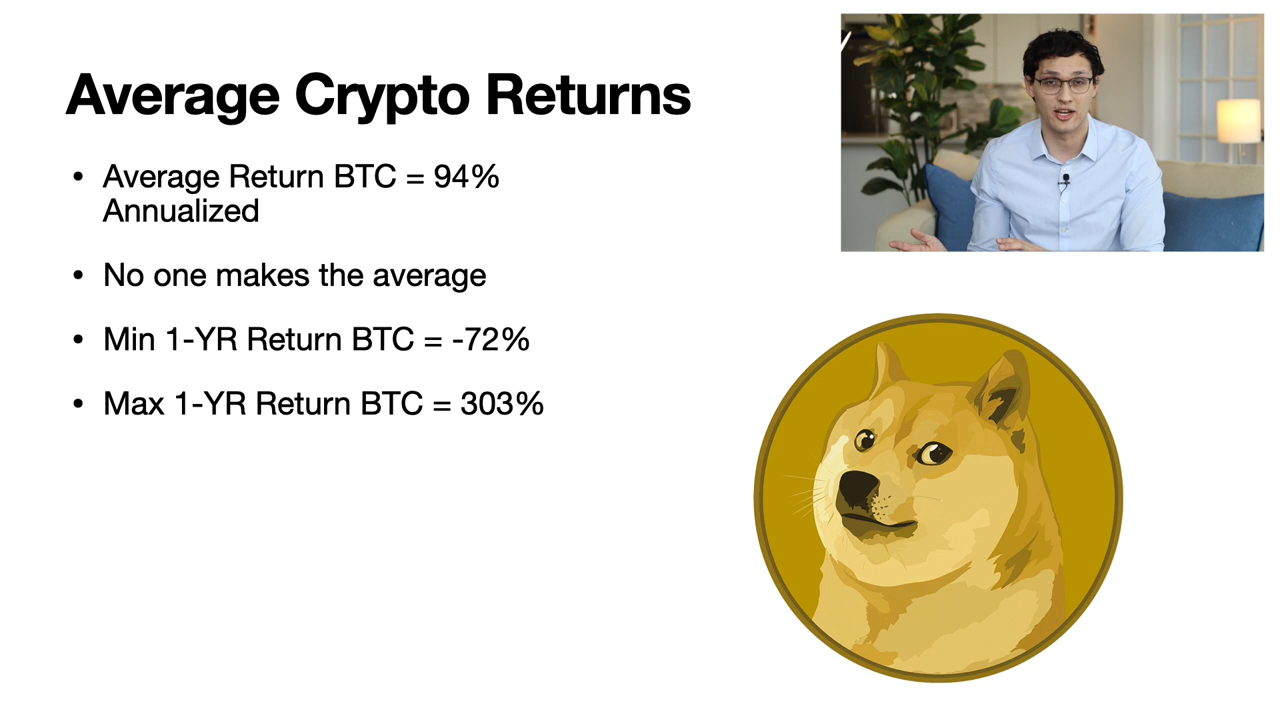 Average Crypto Returns
• Average Return BTC = 94%
Annualized
• No one makes the average
• Min 1-YR Return BTC = -72%
• Max 1-YR Return BTC = 303%